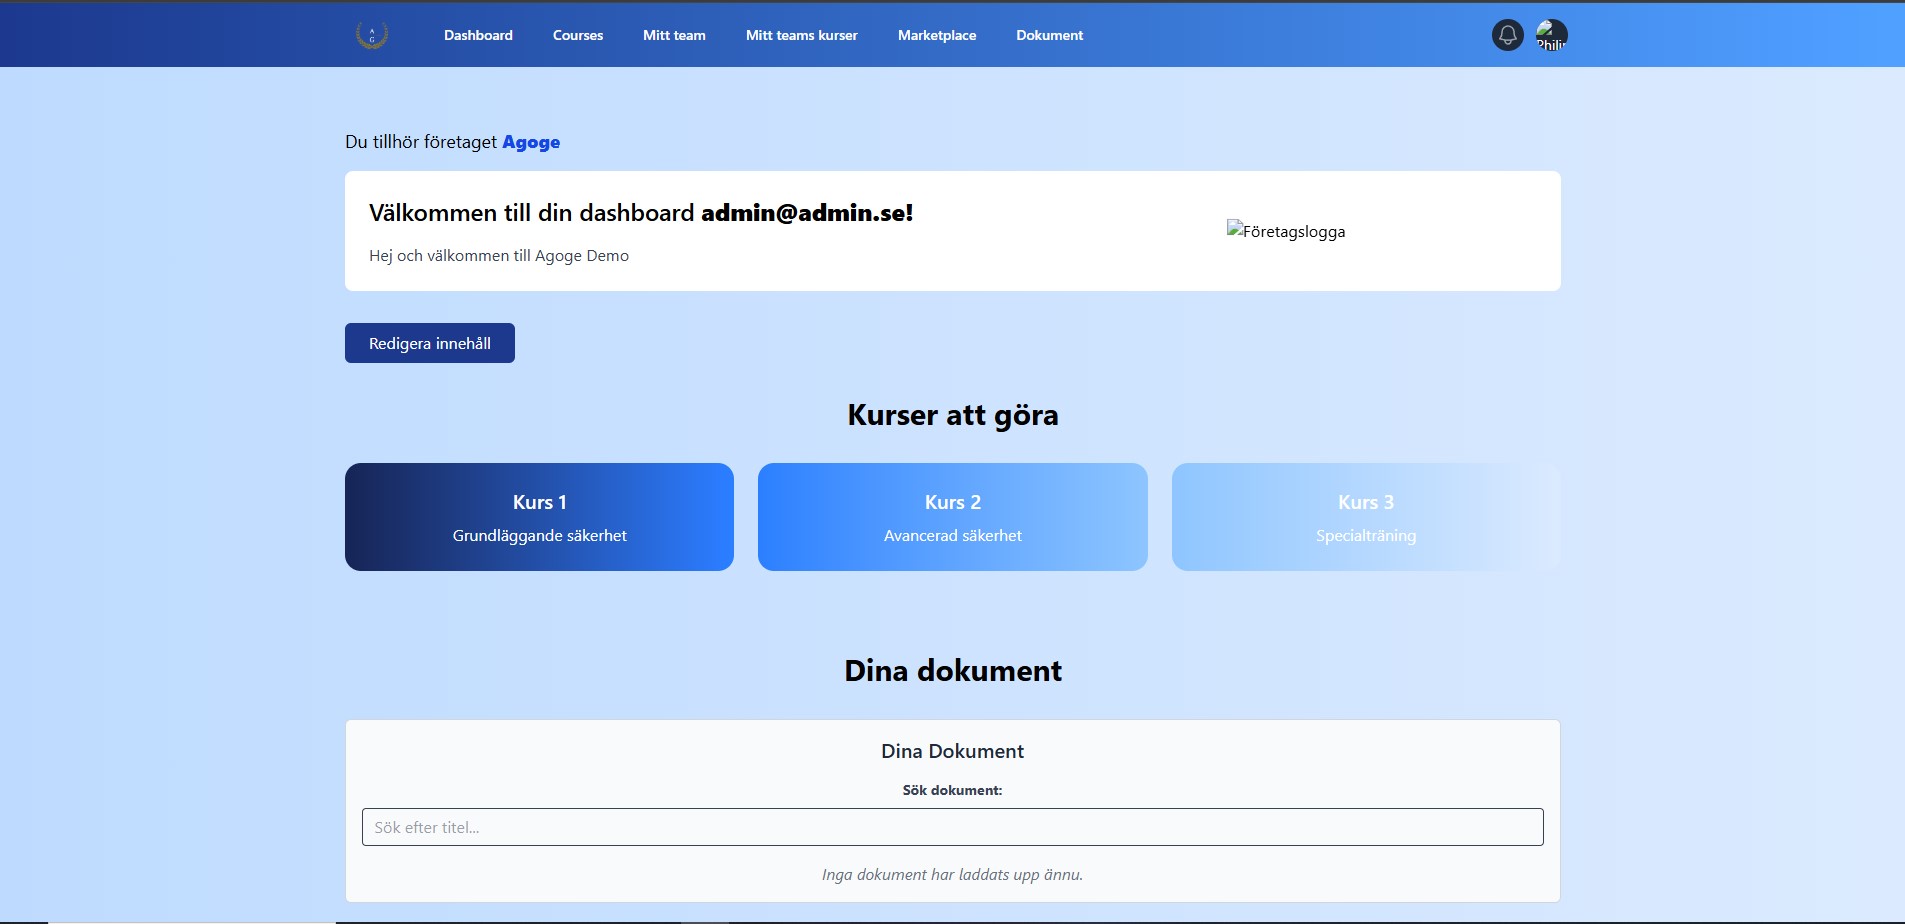 A
G
Dashboard Courses Mitt team Mitt teams kurser Marketplace Dokument
Du tillhör företaget Agoge
Välkommen till din dashboard admin@admin.se!
Hej och välkommen till Agoge Demo
Företagslogga
Redigera innehåll
Kurser att göra
Kurs 1
Grundläggande säkerhet
Kurs 2
Avancerad säkerhet
Kurs 3
Specialträning
Dina dokument
Dina Dokument
Sök dokument:
Sök efter titel...
Inga dokument har laddats upp ännu.